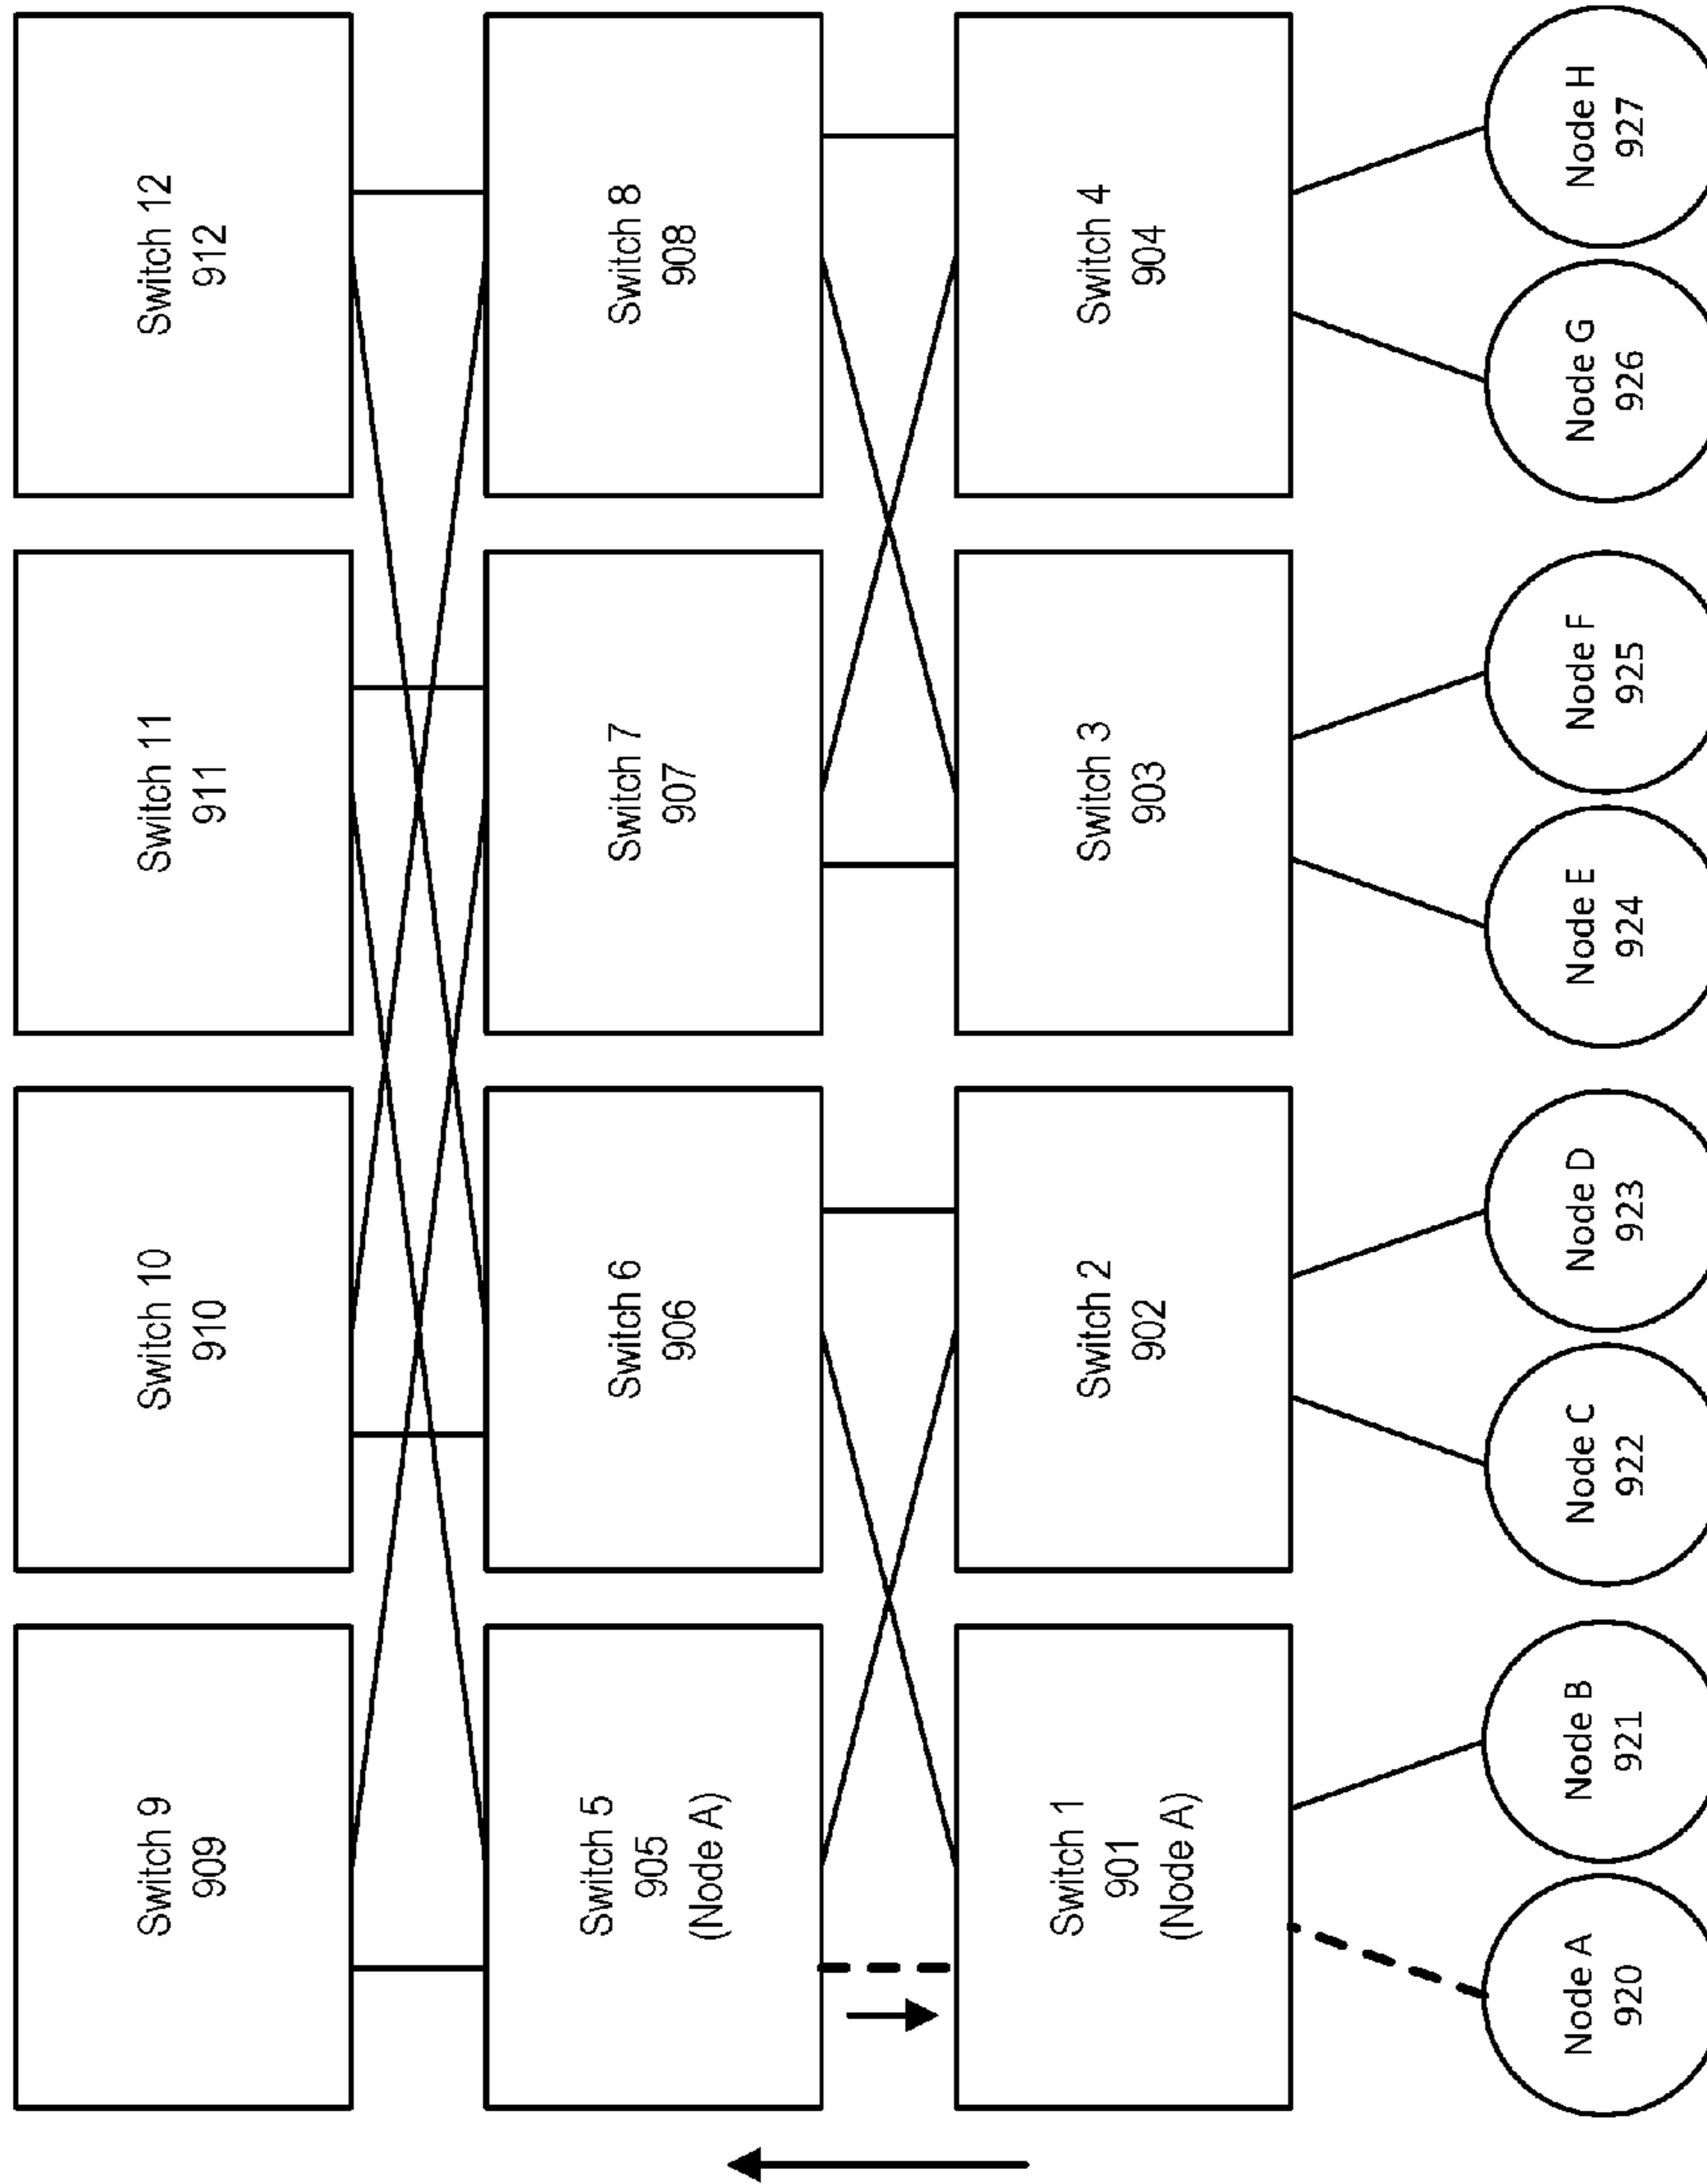 Switch 9
909
Switch 10
910
Switch 11
911
Switch 12
912
Switch 5
905
(Node A)
Switch 6
906
Switch 7
907
Switch 8
908
Switch 1
901
(Node A)
Switch 2
902
Switch 3
903
Switch 4
904
Node A
920
Node B
921
Node C
922
Node D
923
Node E
924
Node F
925
Node G
926
Node H
927